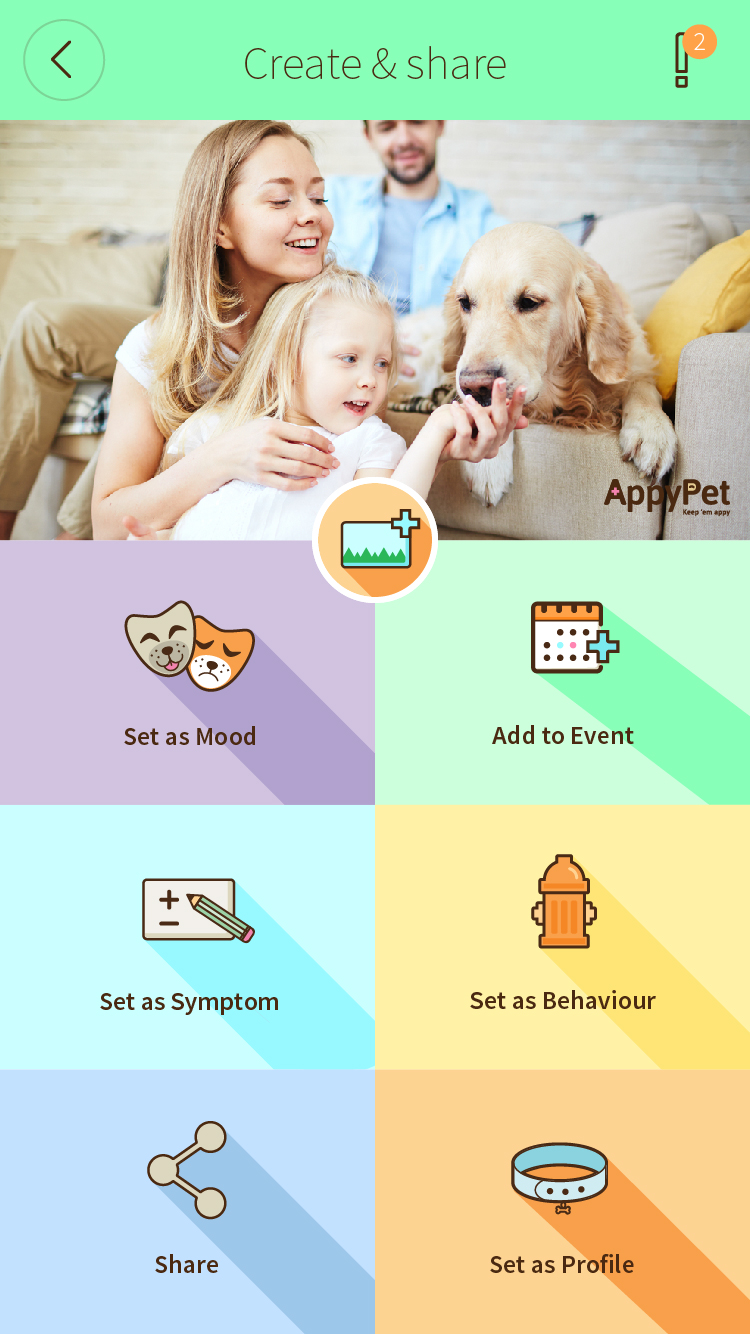 Create & share
2
AppyPet
Keep 'em appy
Set as Mood
Add to Event
Set as Symptom
Set as Behaviour
Share
Set as Profile